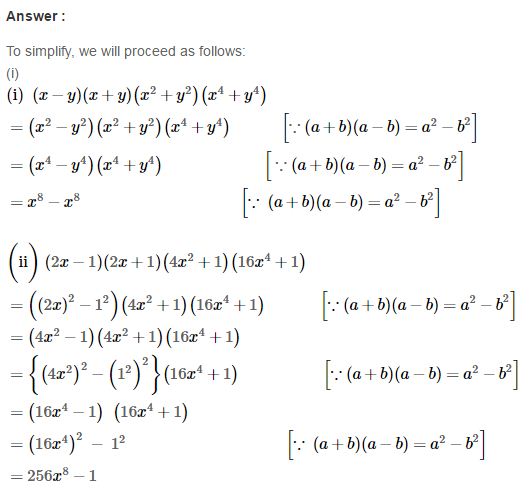 Answer :
To simplify, we will proceed as follows:
(i)
(i) (x − y)(x + y)(x² + y²)(x⁴ + y⁴)
= (x² − y²)(x² + y²)(x⁴ + y⁴) [∵ (a + b)(a − b) = a² − b²]
= (x⁴ − y⁴)(x⁴ + y⁴) [∵ (a + b)(a − b) = a² − b²]
= x⁸ − x⁸ [∵ (a + b)(a − b) = a² − b²]
(ii) (2x − 1)(2x + 1)(4x² + 1)(16x⁴ + 1)
= ((2x)² − 1²)(4x² + 1)(16x⁴ + 1) [∵ (a + b)(a − b) = a² − b²]
= (4x² − 1)(4x² + 1)(16x⁴ + 1)
= {(4x²)² − (1²)²}(16x⁴ + 1) [∵ (a + b)(a − b) = a² − b²]
= (16x⁴ − 1) (16x⁴ + 1)
= (16x⁴)² − 1² [∵ (a + b)(a − b) = a² − b²]
= 256x⁸ − 1